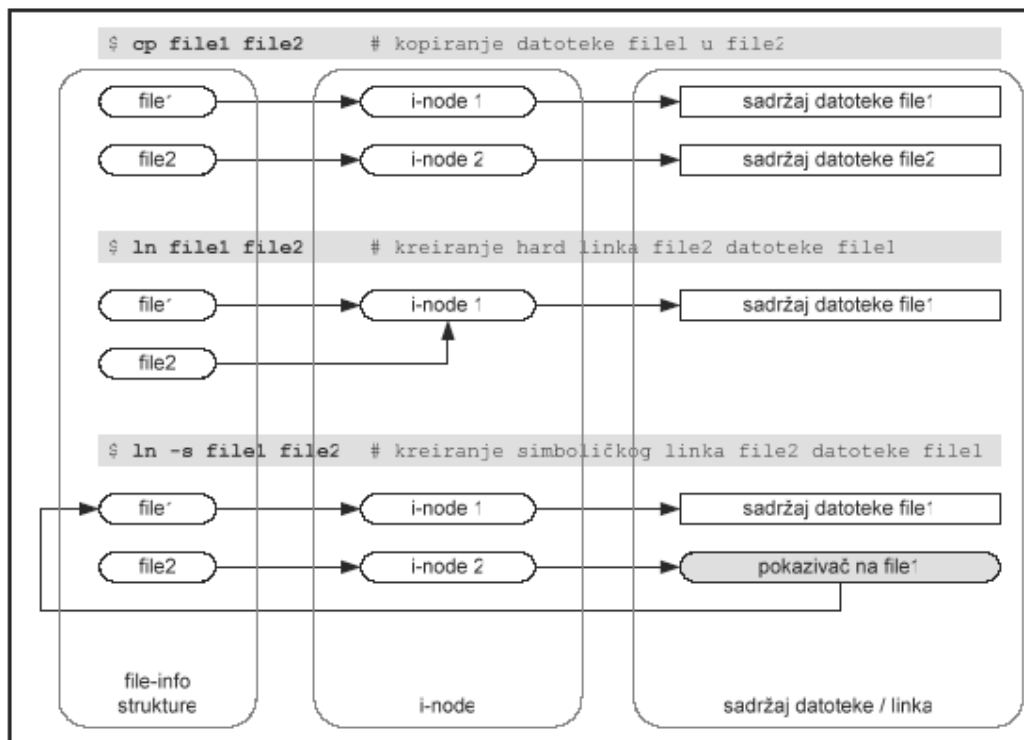 $ cp file1 file2 # kopiranje datoteke file1 u file2
file1 i-node 1 sadržaj datoteke file1
file2 i-node 2 sadržaj datoteke file2
$ ln file1 file2 # kreiranje hard linka file2 datoteke file1
file1 i-node 1 sadržaj datoteke file1
file2
$ ln -s file1 file2 # kreiranje simboličkog linka file2 datoteke file1
file1 i-node 1 sadržaj datoteke file1
file2 i-node 2 pokazivač na file1
file-info
strukture i-node sadržaj datoteke / linka